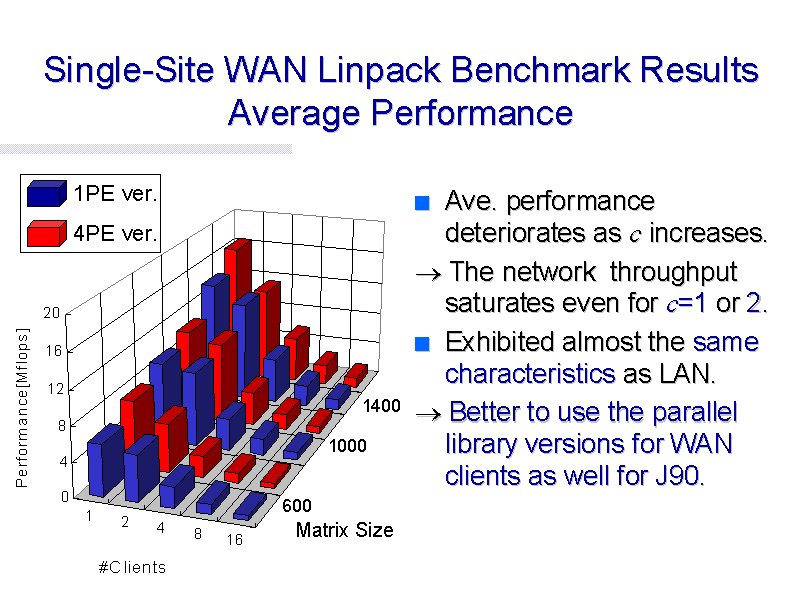 Single-Site WAN Linpack Benchmark Results
Average Performance
1PE ver.
4PE ver.
20
16
12
8
4
0
Performance[Mflops]
1
2
4
8
16
#Clients
600
1000
1400
Matrix Size
■ Ave. performance
deteriorates as c increases.
→ The network throughput
saturates even for c=1 or 2.
■ Exhibited almost the same
characteristics as LAN.
→ Better to use the parallel
library versions for WAN
clients as well for J90.